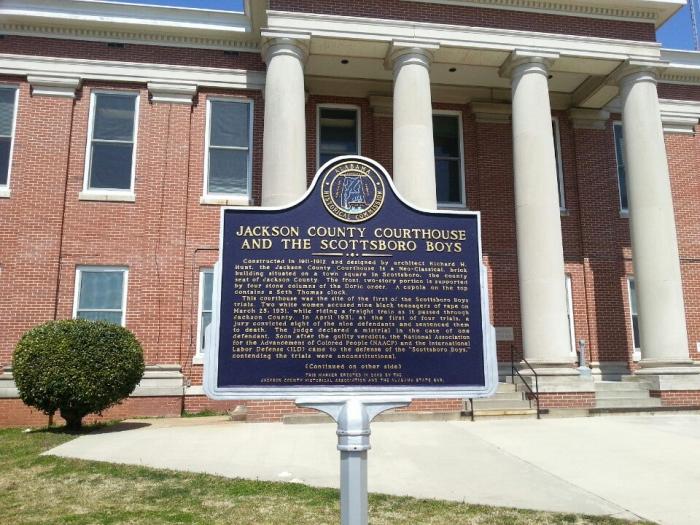 ALABAMA
HISTORICAL COMMISSION
JACKSON COUNTY COURTHOUSE
AND THE SCOTTSBORO BOYS
Constructed in 1911-1912 and designed by architect Richard H.
Hunt, the Jackson County Courthouse is a Neo-Classical, brick
building situated on a town square in Scottsboro, the county
seat of Jackson County. The front, two-story portion is supported
by four stone columns of the Doric order. A cupola on the top
contains a Seth Thomas clock.
This courthouse was the site of the first of the Scottsboro Boys
trials. Two white women accused nine black teenagers of rape on
March 25, 1931, while riding a freight train as it passed through
Jackson County. In April 1931, at the first of four trials, a
jury convicted eight of the nine defendants and sentenced them
to death. The judge declared a mistrial in the case of one
defendant. Soon after the guilty verdicts, the National Association
for the Advancement of Colored People (NAACP) and the International
Labor Defense (ILD) came to the defense of the "Scottsboro Boys,"
contending the trials were unconstitutional.
(Continued on other side)
THIS MARKER ERECTED IN BY THE
JACKSON COUNTY HISTORICAL ASSOCIATION AND THE ALABAMA STATE BAR.